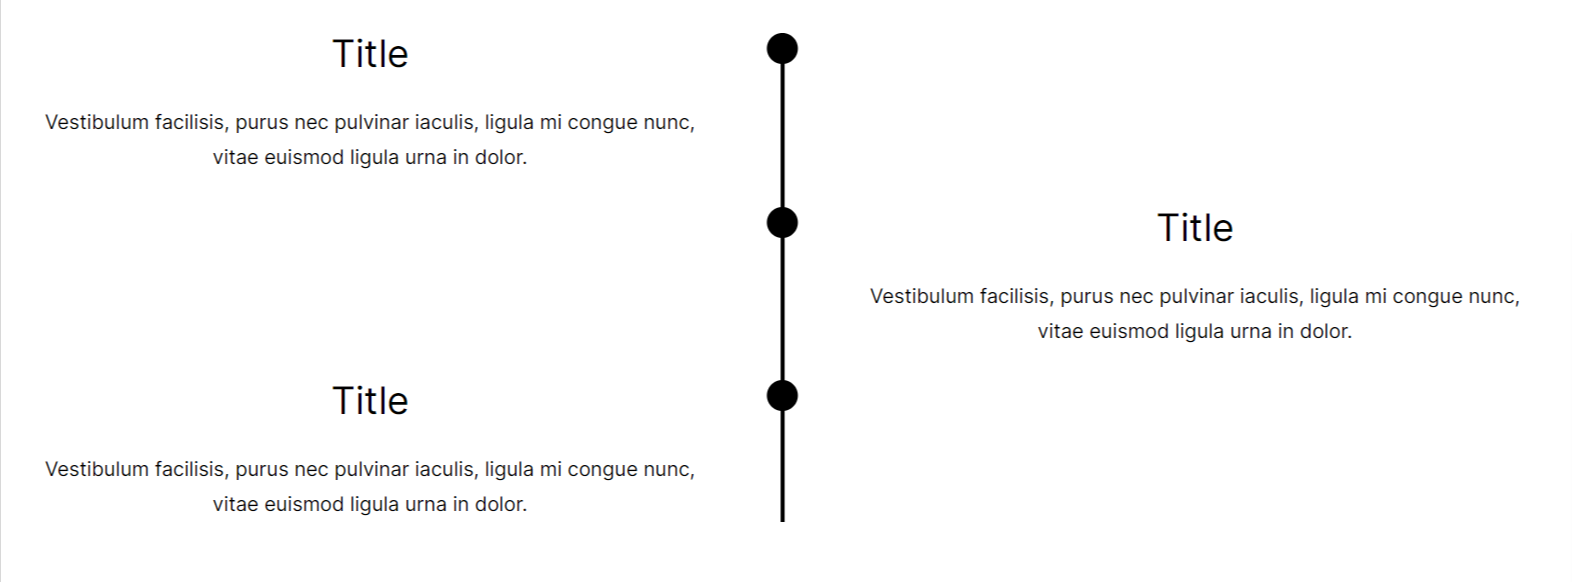 Title
Vestibulum facilisis, purus nec pulvinar iaculis, ligula mi congue nunc,
vitae euismod ligula urna in dolor.
Title
Vestibulum facilisis, purus nec pulvinar iaculis, ligula mi congue nunc,
vitae euismod ligula urna in dolor.
Title
Vestibulum facilisis, purus nec pulvinar iaculis, ligula mi congue nunc,
vitae euismod ligula urna in dolor.